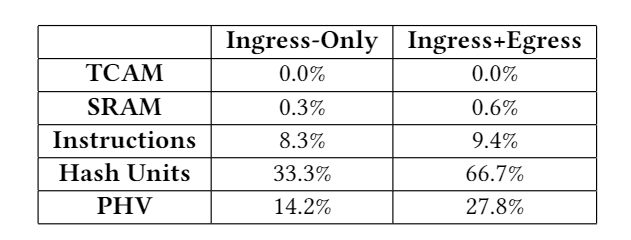 Ingress-Only Ingress+Egress
TCAM 0.0% 0.0%
SRAM 0.3% 0.6%
Instructions 8.3% 9.4%
Hash Units 33.3% 66.7%
PHV 14.2% 27.8%